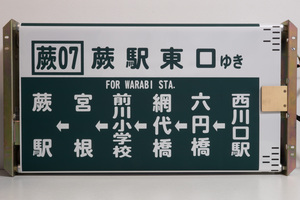 蕨07 蕨駅東口ゆき
FOR WARABI STA.
西川口駅
←
六円橋
←
網代橋
←
前川小学校
←
宮根
←
蕨駅